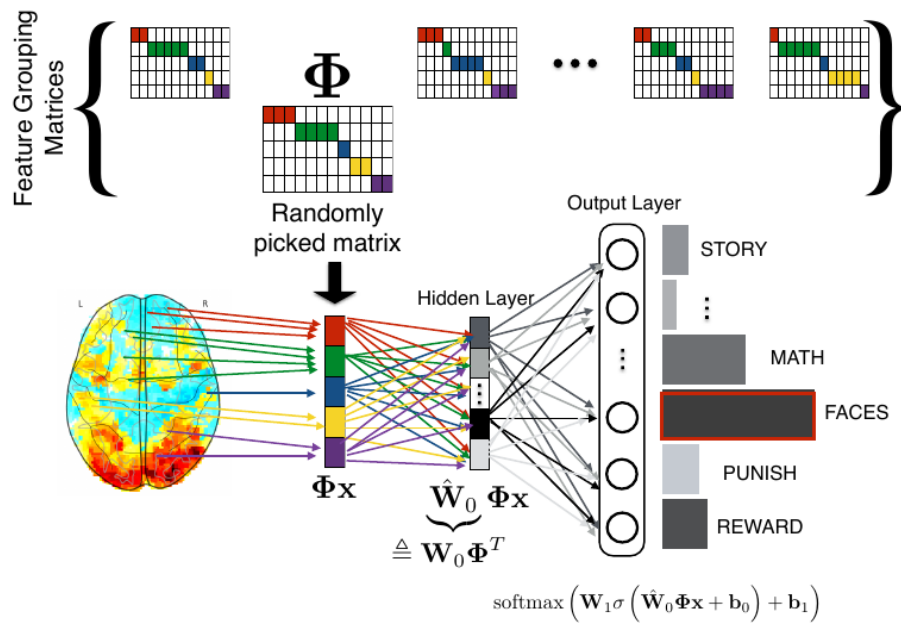 Feature Grouping
Matrices
Φ
Randomly
picked matrix
Output Layer
STORY
L R
Hidden Layer
MATH
FACES
PUNISH
REWARD
Φx
Ŵ₀ Φx
≜ W₀Φᵀ
softmax (W₁σ (Ŵ₀Φx + b₀) + b₁)